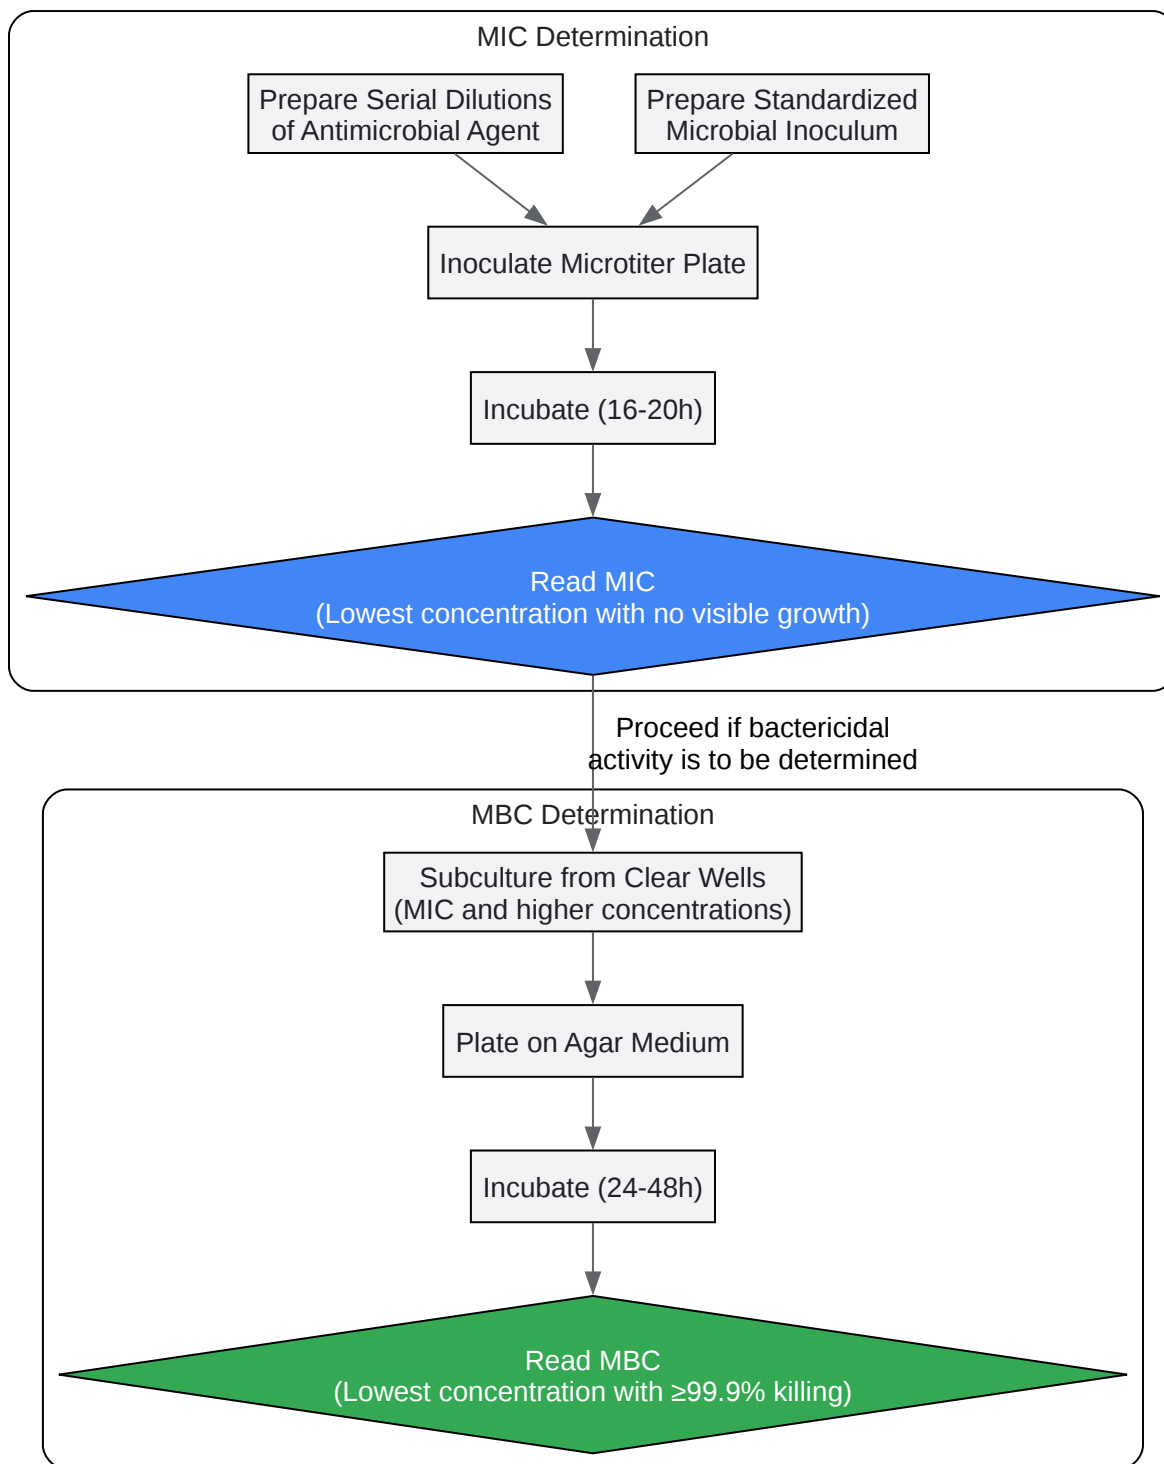 MIC Determination
Prepare Serial Dilutions
of Antimicrobial Agent
Prepare Standardized
Microbial Inoculum
Inoculate Microtiter Plate
Incubate (16-20h)
Read MIC
(Lowest concentration with no visible growth)
Proceed if bactericidal
activity is to be determined
MBC Determination
Subculture from Clear Wells
(MIC and higher concentrations)
Plate on Agar Medium
Incubate (24-48h)
Read MBC
(Lowest concentration with ≥99.9% killing)